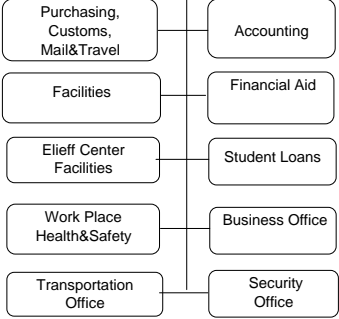 Purchasing,
Customs,
Mail&Travel
Accounting
Facilities
Financial Aid
Elieff Center
Facilities
Student Loans
Work Place
Health&Safety
Business Office
Transportation
Office
Security
Office